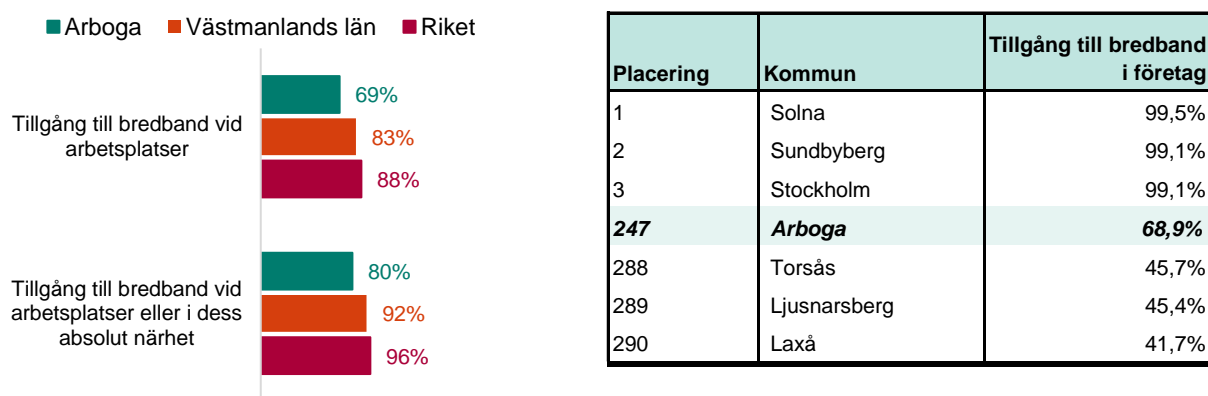 Arboga Västmanlands län Riket
Tillgång till bredband vid
arbetsplatser
69%
83%
88%
Tillgång till bredband vid
arbetsplatser eller i dess
absolut närhet
80%
92%
96%
Placering Kommun Tillgång till bredband
i företag
1 Solna 99,5%
2 Sundbyberg 99,1%
3 Stockholm 99,1%
247 Arboga 68,9%
288 Torsås 45,7%
289 Ljusnarsberg 45,4%
290 Laxå 41,7%